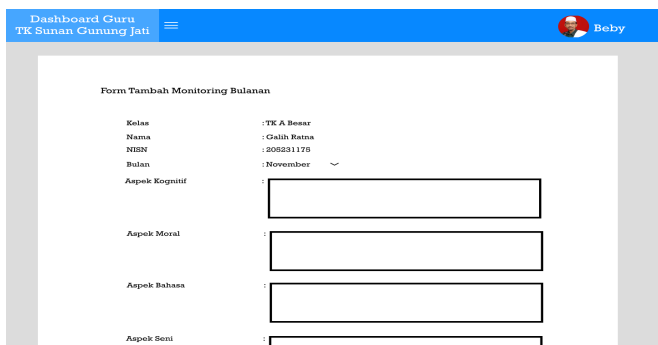 Dashboard Guru
TK Sunan Gunung Jati
Beby
Form Tambah Monitoring Bulanan
Kelas : TK A Besar
Nama : Galih Ratna
NISN : 205231175
Bulan : November
Aspek Kognitif :
Aspek Moral :
Aspek Bahasa :
Aspek Seni :